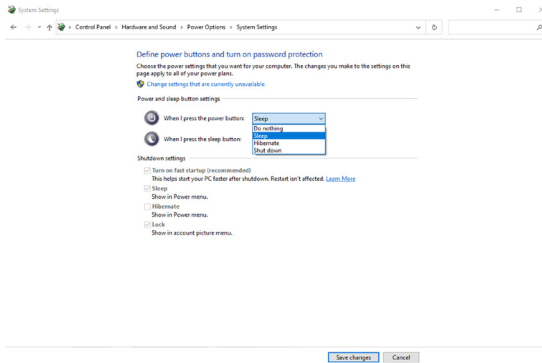 System Settings
Control Panel > Hardware and Sound > Power Options > System Settings
Define power buttons and turn on password protection
Choose the power settings that you want for your computer. The changes you make to the settings on this
page apply to all of your power plans.
Change settings that are currently unavailable
Power and sleep button settings
When I press the power button: Sleep
Do nothing
Sleep
When I press the sleep button:
Hibernate
Shut down
Shutdown settings
Turn on fast startup (recommended)
This helps start your PC faster after shutdown. Restart isn't affected. Learn More
Sleep
Show in Power menu.
Hibernate
Show in Power menu.
Lock
Show in account picture menu.
Save changes Cancel